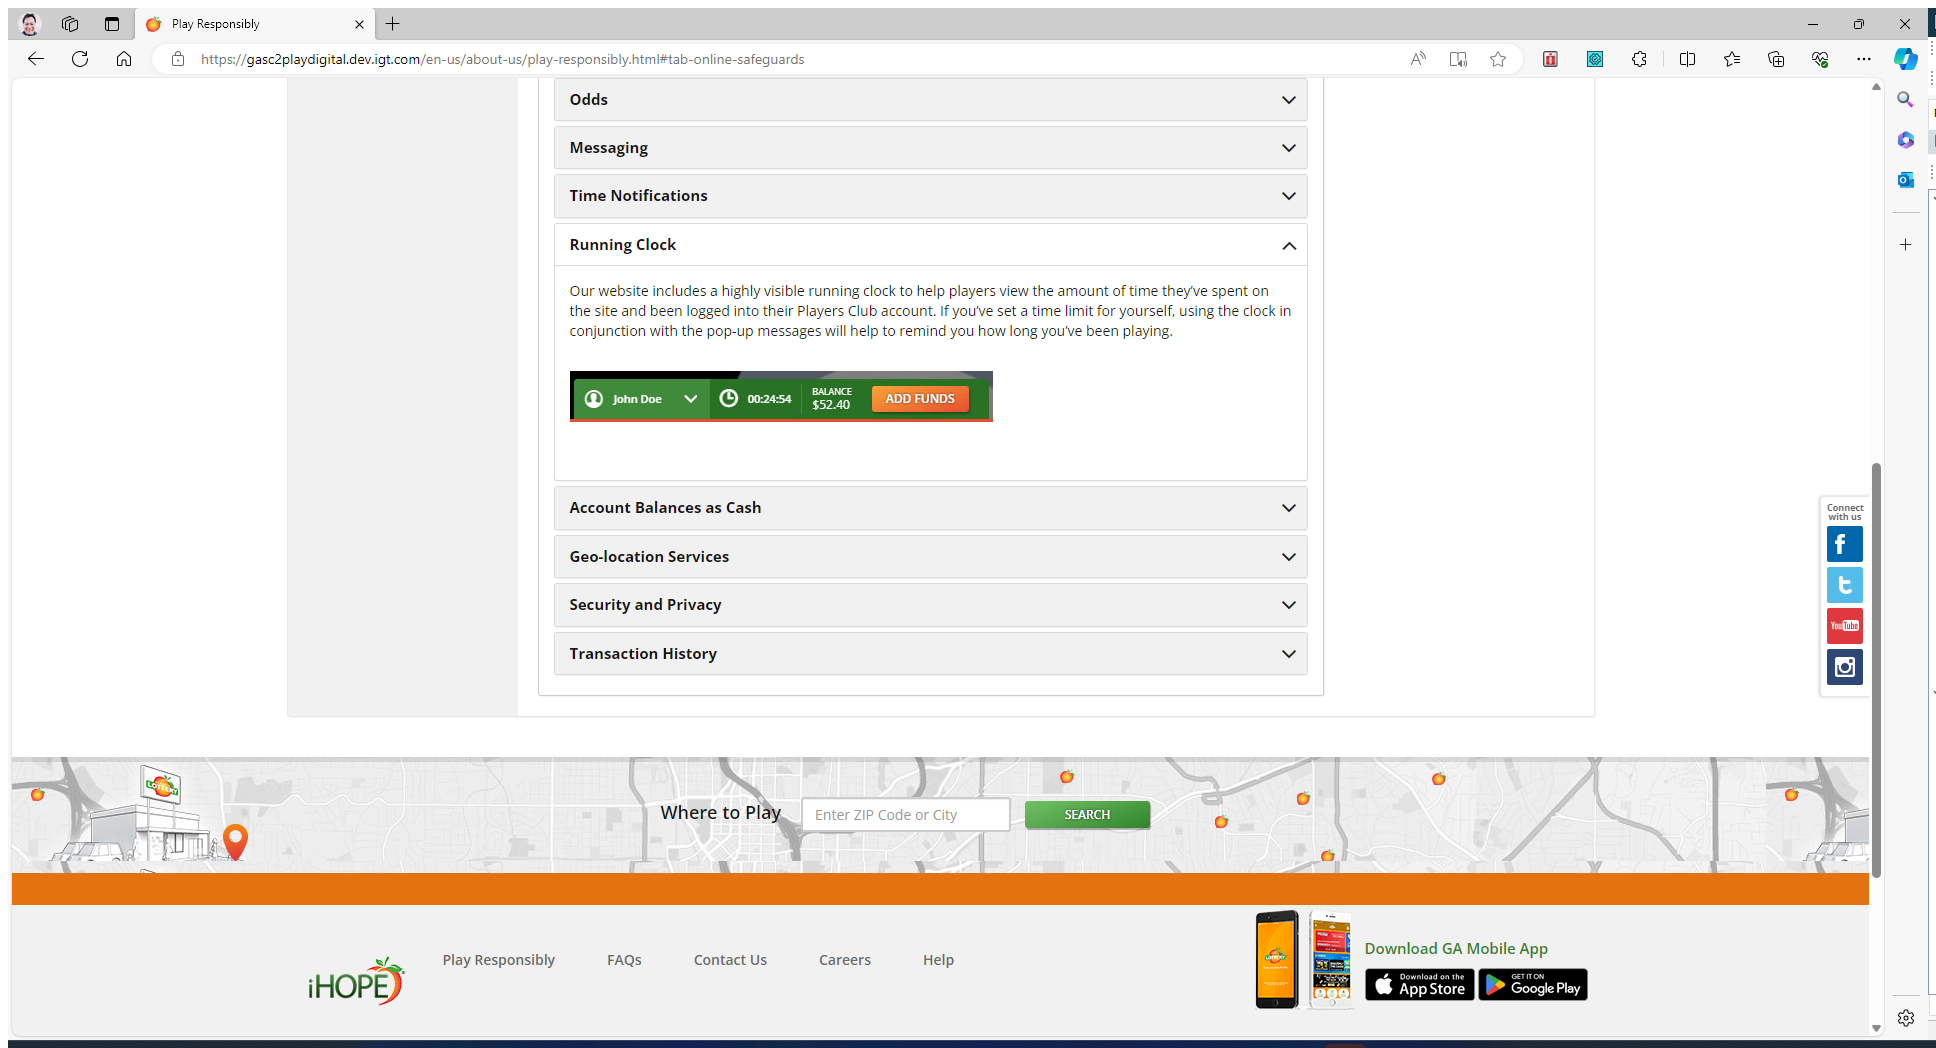 Play Responsibly
https://gasc2playdigital.dev.igt.com/en-us/about-us/play-responsibly.html#tab-online-safeguards
Odds
Messaging
Time Notifications
Running Clock
Our website includes a highly visible running clock to help players view the amount of time they've spent on
the site and been logged into their Players Club account. If you've set a time limit for yourself, using the clock in
conjunction with the pop-up messages will help to remind you how long you've been playing.
John Doe
00:24:54
BALANCE
$52.40
ADD FUNDS
Account Balances as Cash
Geo-location Services
Security and Privacy
Transaction History
Connect
with us
f
t
YouTube
LOTTERY
Where to Play
Enter ZIP Code or City
SEARCH
iHOPE
Play Responsibly
FAQs
Contact Us
Careers
Help
Download GA Mobile App
Download on the
App Store
GET IT ON
Google Play